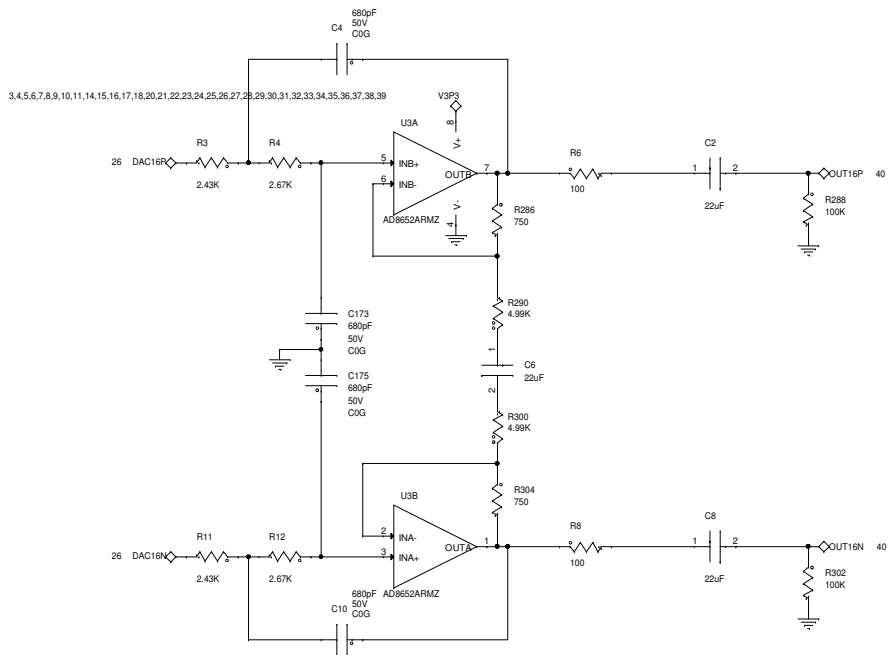 680pF
50V
C0G
C4
3,4,5,6,7,8,9,10,11,14,15,16,17,18,20,21,22,23,24,25,26,27,28,29,30,31,32,33,34,35,36,37,38,39
V3P3
U3A
8
V+
R3
R4
R6
C2
26 DAC16P
5 INB+
6 INB-
OUTB 7
1 2
OUT16P 40
2.43K
2.67K
100
22uF
V-
4
AD8652ARMZ
R286
750
R288
100K
R290
4.99K
C173
680pF
50V
C0G
1
C6
22uF
2
C175
680pF
50V
C0G
R300
4.99K
U3B
R304
750
R11
R12
R8
C8
2 INA-
3 INA+
OUTA 1
1 2
26 DAC16N
OUT16N 40
2.43K
2.67K
100
22uF
AD8652ARMZ
R302
100K
680pF
50V
C0G
C10